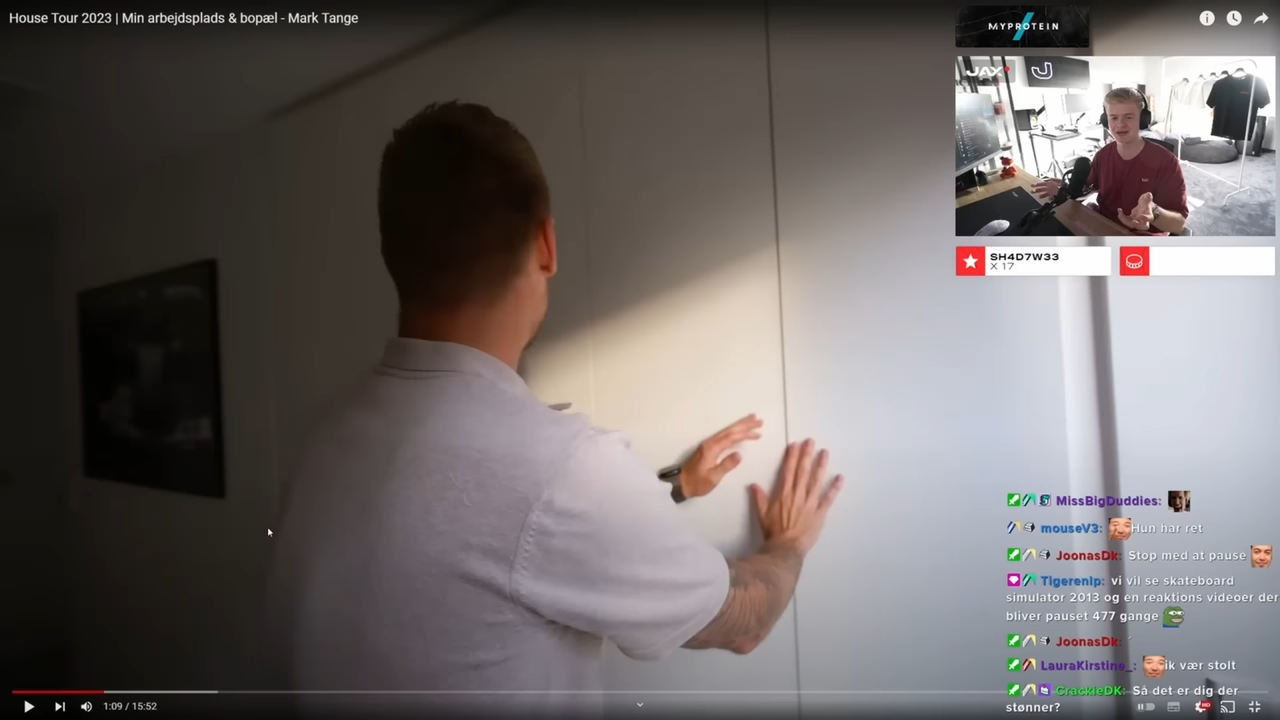 House Tour 2023 | Min arbejdsplads & bopæl - Mark Tange
MYPROTEIN
JAX
SH4D7W33
X 17
MissBigDuddies:
mouseV3: Hun har ret
JoonasDk: Stop med at pause
Tigerenip: vi vil se skateboard
simulator 2013 og en reaktions videoer der
bliver pauset 477 gange
JoonasDk:
LauraKirstine_: ik vær stolt
CrackleDK: Så det er dig der
stønner?
1:09 / 15:52
HD